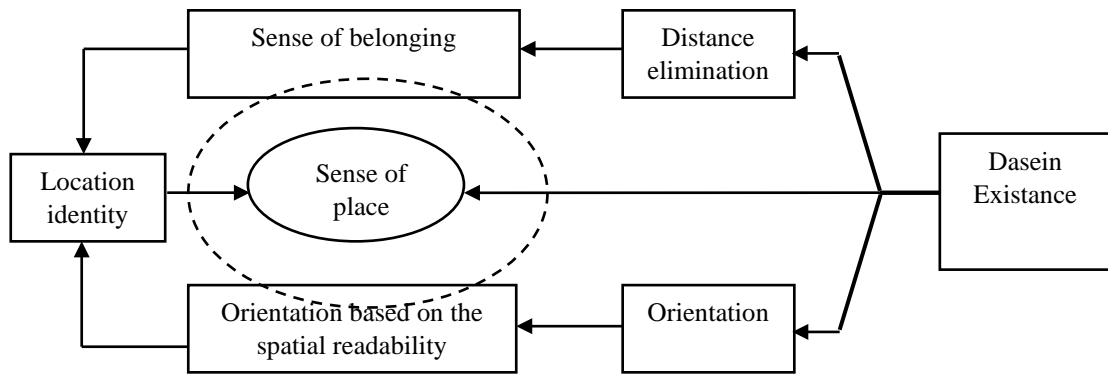 Sense of belonging
Distance
elimination
Location
identity
Sense of
place
Dasein
Existance
Orientation based on the
spatial readability
Orientation